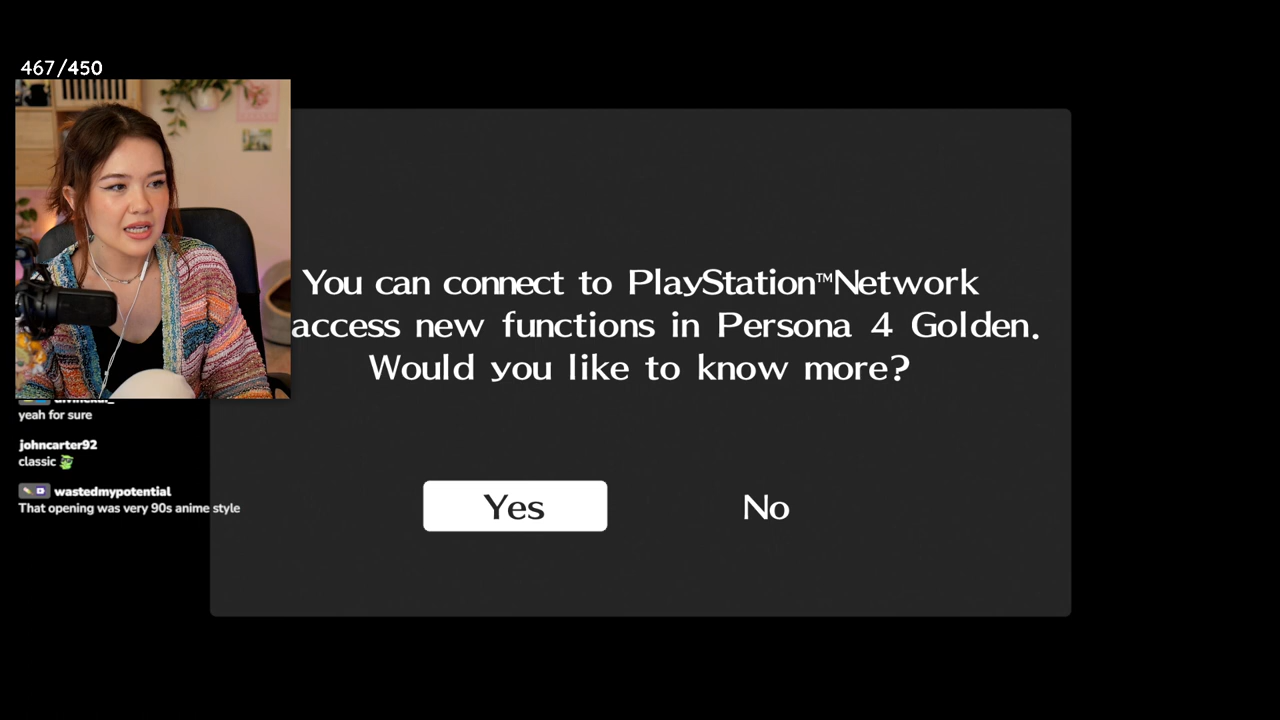 467/450
You can connect to PlayStation™Network
access new functions in Persona 4 Golden.
Would you like to know more?
Yes No
yeah for sure
johncarter92
classic
wastedmypotential
That opening was very 90s anime style